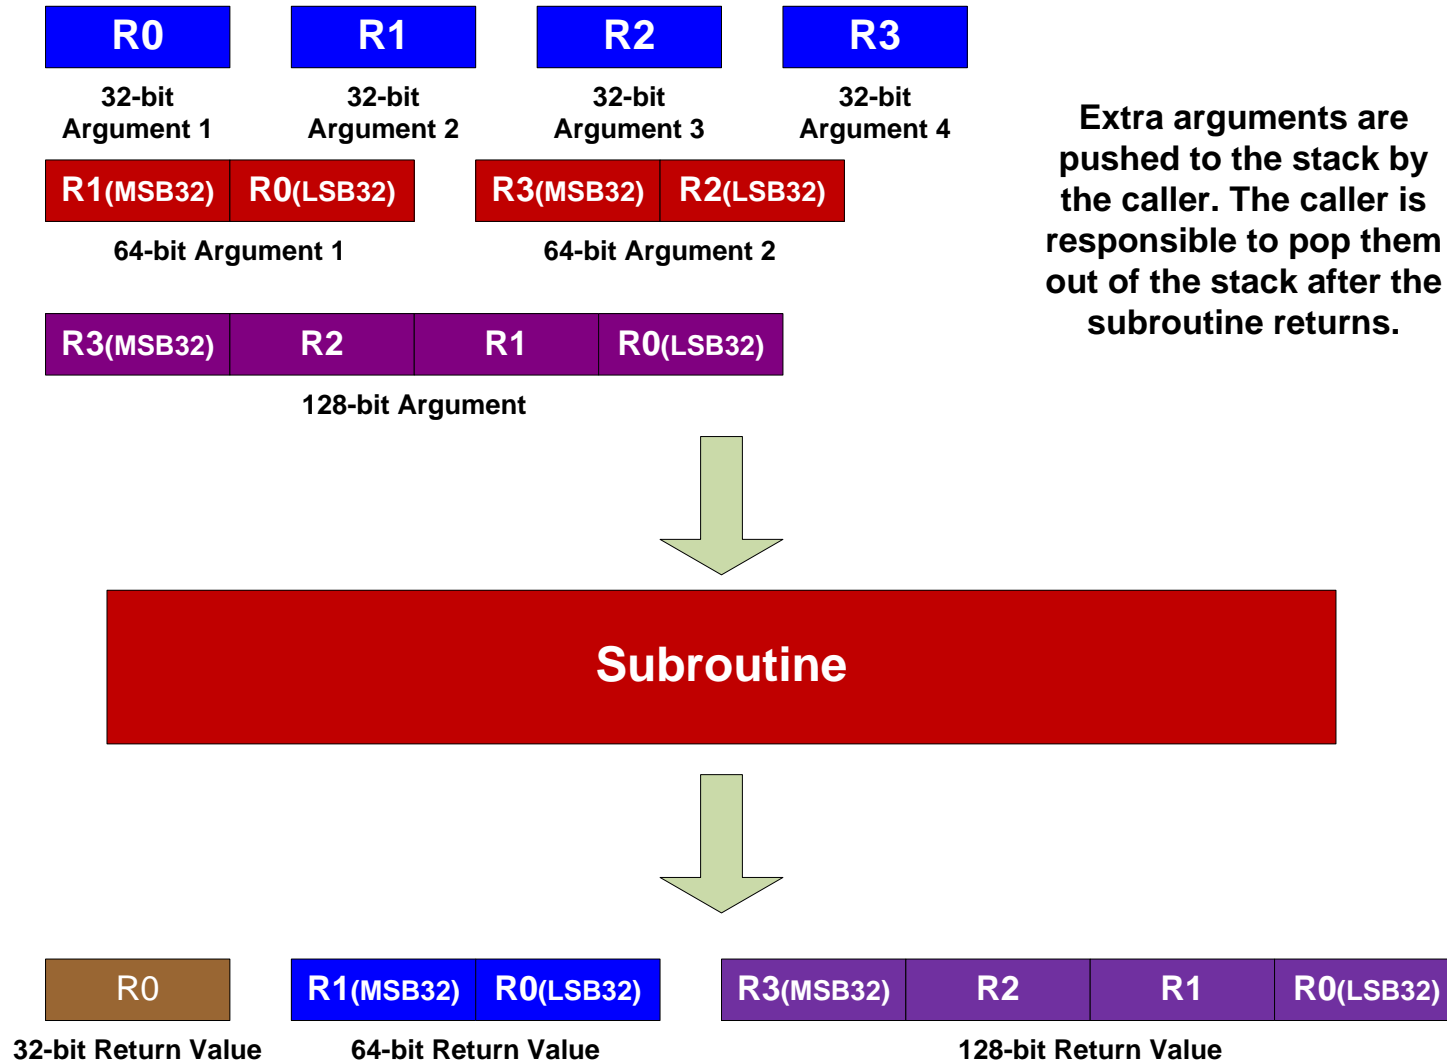 R0 R1 R2 R3
32-bit 32-bit 32-bit 32-bit
Argument 1 Argument 2 Argument 3 Argument 4
Extra arguments are
pushed to the stack by
the caller. The caller is
responsible to pop them
out of the stack after the
subroutine returns.
R1(MSB32) R0(LSB32) R3(MSB32) R2(LSB32)
64-bit Argument 1 64-bit Argument 2
R3(MSB32) R2 R1 R0(LSB32)
128-bit Argument
Subroutine
R0 R1(MSB32) R0(LSB32) R3(MSB32) R2 R1 R0(LSB32)
32-bit Return Value 64-bit Return Value 128-bit Return Value